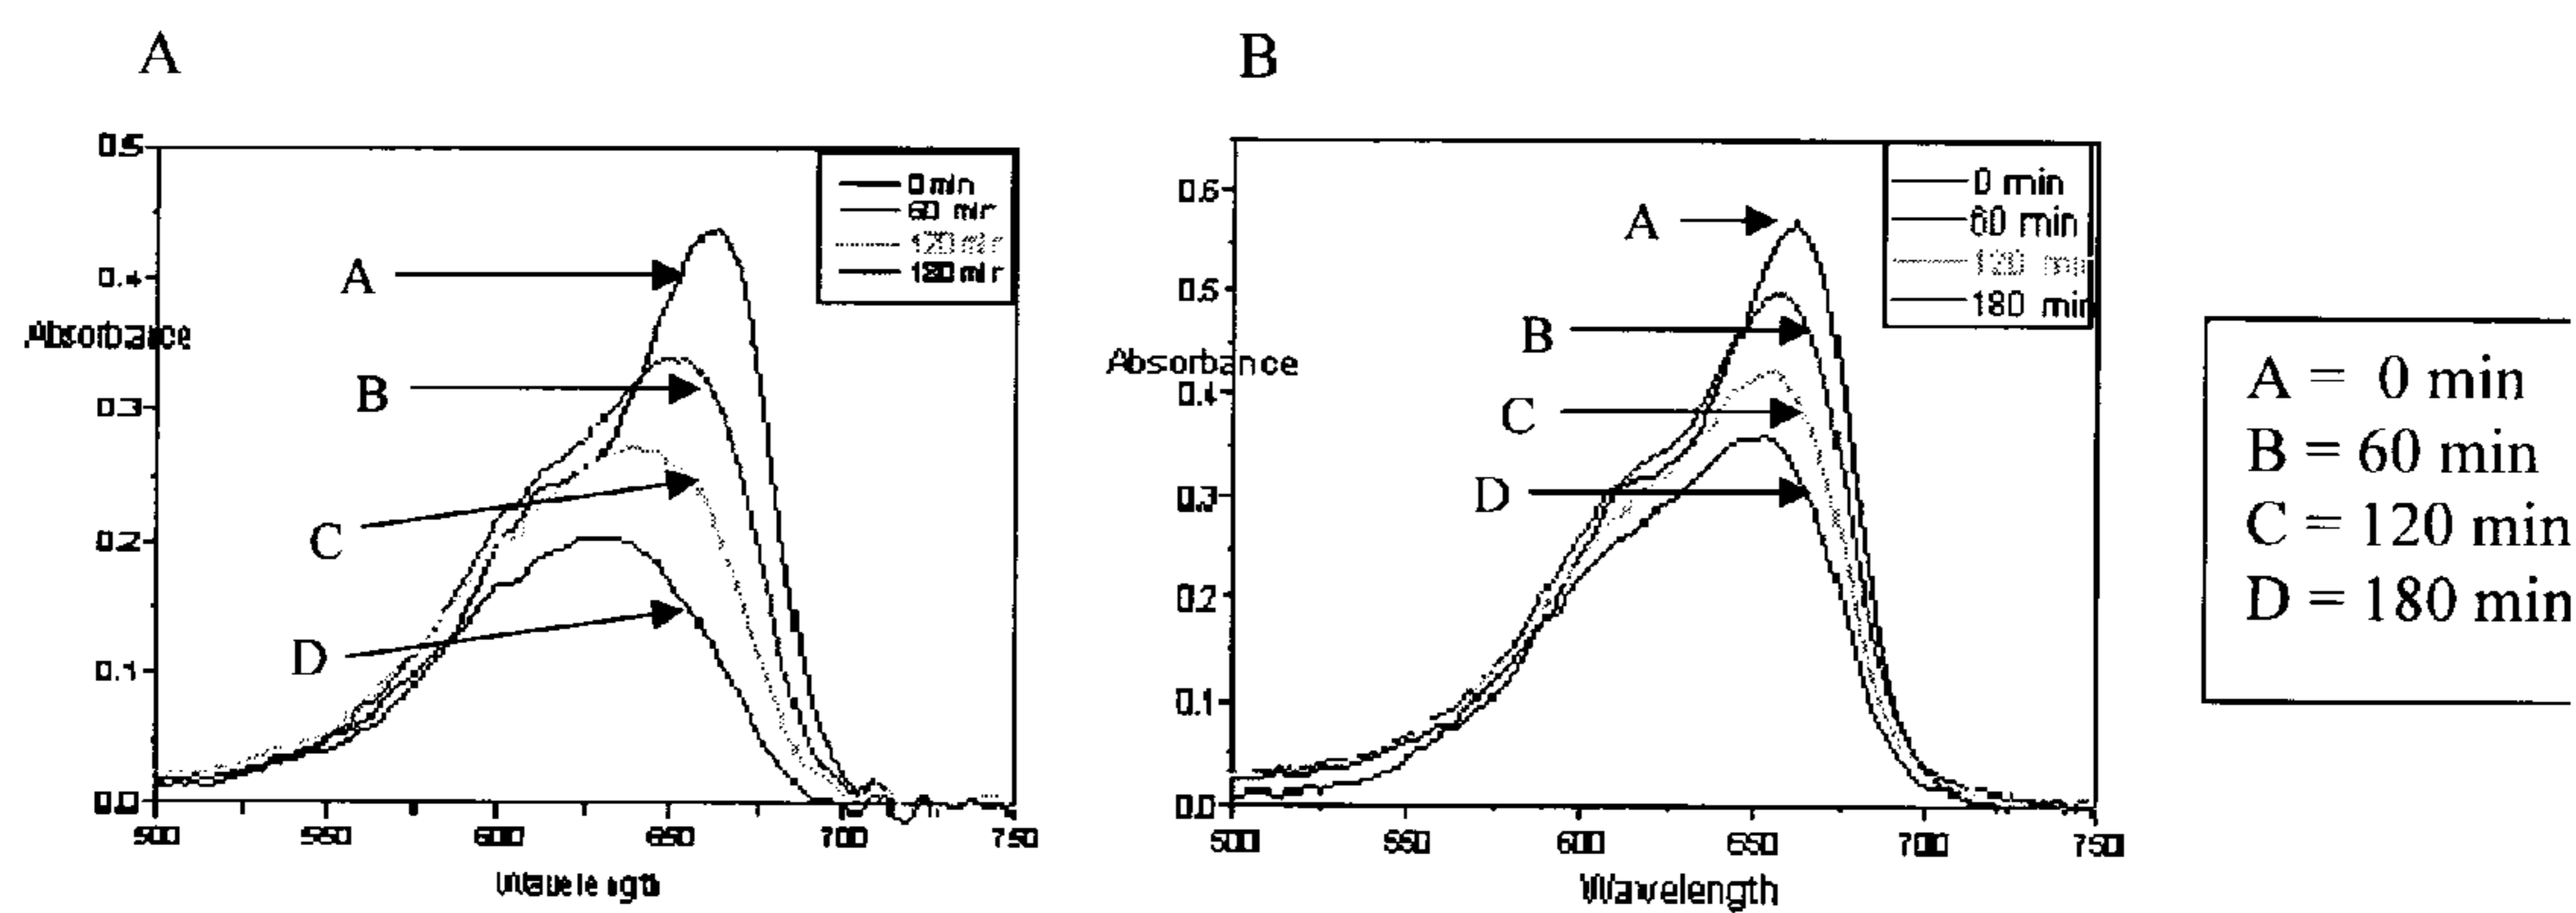 A
0.5
0 min
60 min
120 min
180 min
A
0.4
Absorbance
B
0.3
C
0.2
D
0.1
0.0
500 550 600 650 700 750
Wavelength
B
0.6
0 min
60 min
120 min
180 min
A
0.5
B
Absorbance
0.4
C
D
0.3
0.2
0.1
0.0
500 550 600 650 700 750
Wavelength
A = 0 min
B = 60 min
C = 120 min
D = 180 min